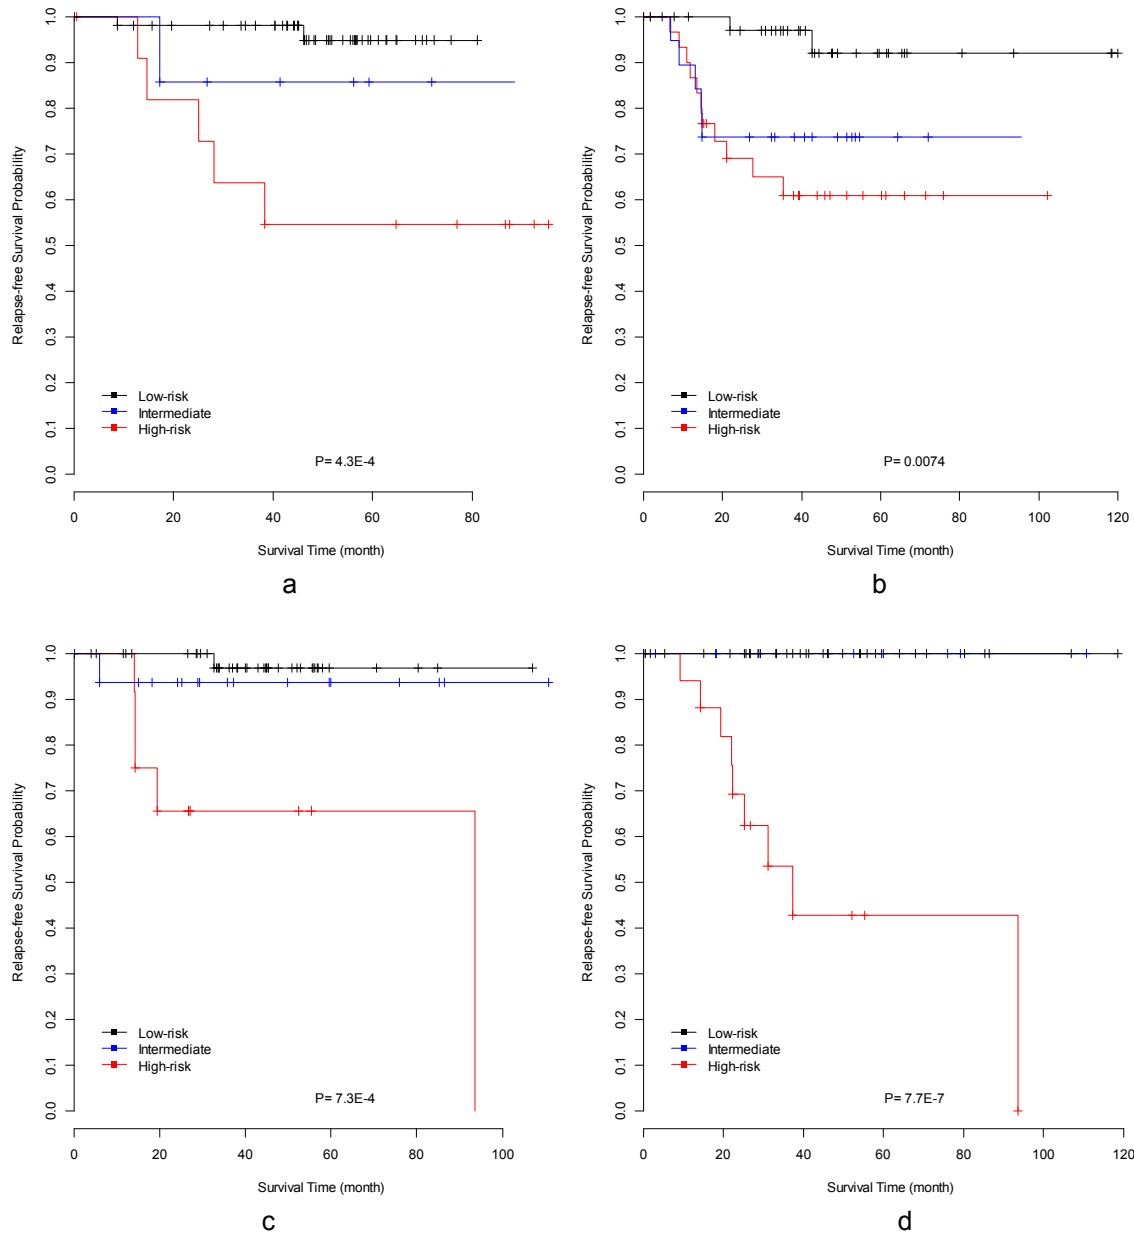 1.0
0.9
0.8
0.7
0.6
0.5
0.4
0.3
0.2
0.1
0.0
Relapse-free Survival Probability
Low-risk
Intermediate
High-risk
P= 4.3E-4
0 20 40 60 80
Survival Time (month)
a
1.0
0.9
0.8
0.7
0.6
0.5
0.4
0.3
0.2
0.1
0.0
Relapse-free Survival Probability
Low-risk
Intermediate
High-risk
P= 0.0074
0 20 40 60 80 100 120
Survival Time (month)
b
1.0
0.9
0.8
0.7
0.6
0.5
0.4
0.3
0.2
0.1
0.0
Relapse-free Survival Probability
Low-risk
Intermediate
High-risk
P= 7.3E-4
0 20 40 60 80 100
Survival Time (month)
c
1.0
0.9
0.8
0.7
0.6
0.5
0.4
0.3
0.2
0.1
0.0
Relapse-free Survival Probability
Low-risk
Intermediate
High-risk
P= 7.7E-7
0 20 40 60 80 100 120
Survival Time (month)
d